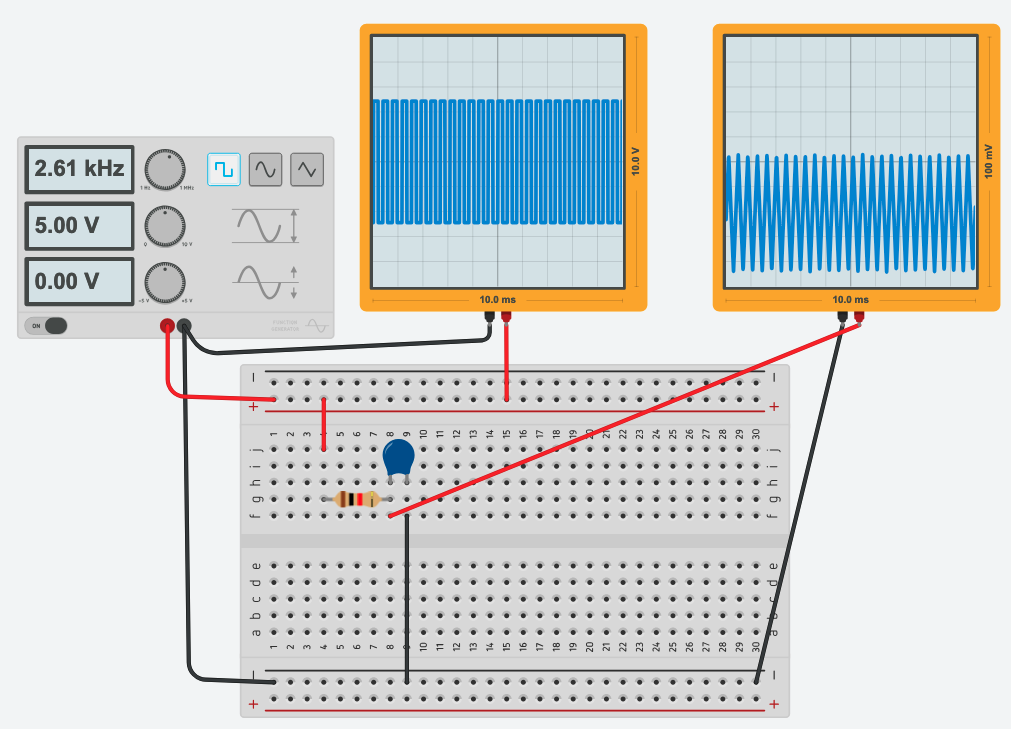 2.61 kHz
1 Hz
1 MHz
5.00 V
0
10 V
0.00 V
-5 V
+5 V
ON
FUNCTION
GENERATOR
10.0 V
10.0 ms
100 mV
10.0 ms
− −
+ +
1 2 3 4 5 6 7 8 9 10 11 12 13 14 15 16 17 18 19 20 21 22 23 24 25 26 27 28 29 30
j j
i i
h h
g g
f f
e e
d d
c c
b b
a a
1 2 3 4 5 6 7 8 9 10 11 12 13 14 15 16 17 18 19 20 21 22 23 24 25 26 27 28 29 30
− −
+ +